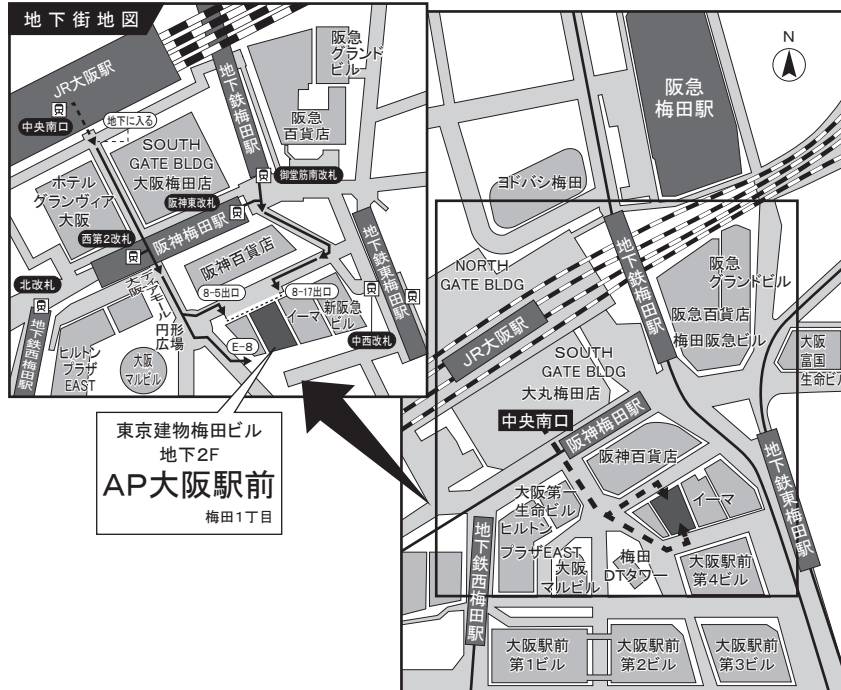 地下街地図
JR大阪駅
中央南口
地下に入る
地下鉄梅田駅
阪急
グランド
ビル
阪急
百貨店
SOUTH
GATE BLDG
大阪梅田店
ホテル
グランヴィア
大阪
御堂筋南改札
阪神東改札
西第2改札
阪神梅田駅
阪神百貨店
北改札
地下鉄西梅田駅
ディアモール
大阪
円形
広場
8-5出口
8-17出口
イーマ
新阪急
ビル
地下鉄東梅田駅
中西改札
E-8
ヒルトン
プラザ
EAST
大阪
マルビル
東京建物梅田ビル
地下2F
AP大阪駅前
梅田1丁目
N
阪急
梅田駅
ヨドバシ梅田
地下鉄梅田駅
NORTH
GATE BLDG
阪急
グランドビル
阪急百貨店
梅田阪急ビル
JR大阪駅
SOUTH
GATE BLDG
大丸梅田店
大阪
富国
生命ビル
中央南口
阪神梅田駅
阪神百貨店
地下鉄東梅田駅
大阪第一
生命ビル
イーマ
ヒルトン
プラザEAST
大阪
マルビル
梅田
DTタワー
大阪駅前
第4ビル
地下鉄西梅田駅
大阪駅前
第1ビル
大阪駅前
第2ビル
大阪駅前
第3ビル